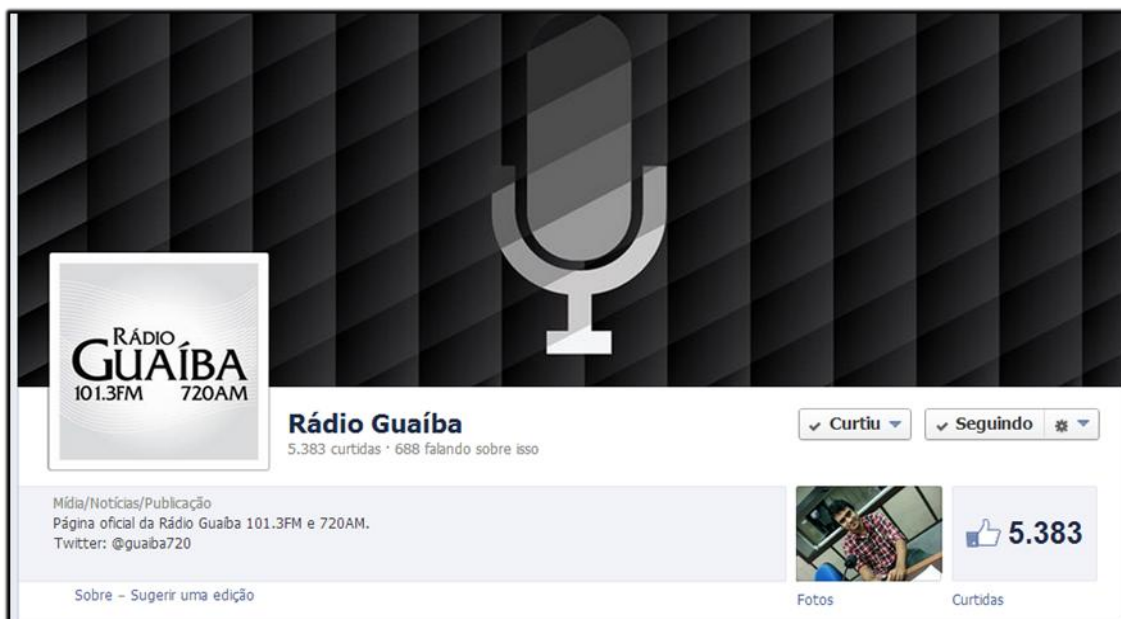 RÁDIO
GUAÍBA
101.3FM 720AM
Rádio Guaíba
5.383 curtidas · 688 falando sobre isso
Curtiu
Seguindo
Mídia/Notícias/Publicação
Página oficial da Rádio Guaíba 101.3FM e 720AM.
Twitter: @guaiba720
5.383
Sobre – Sugerir uma edição
Fotos
Curtidas